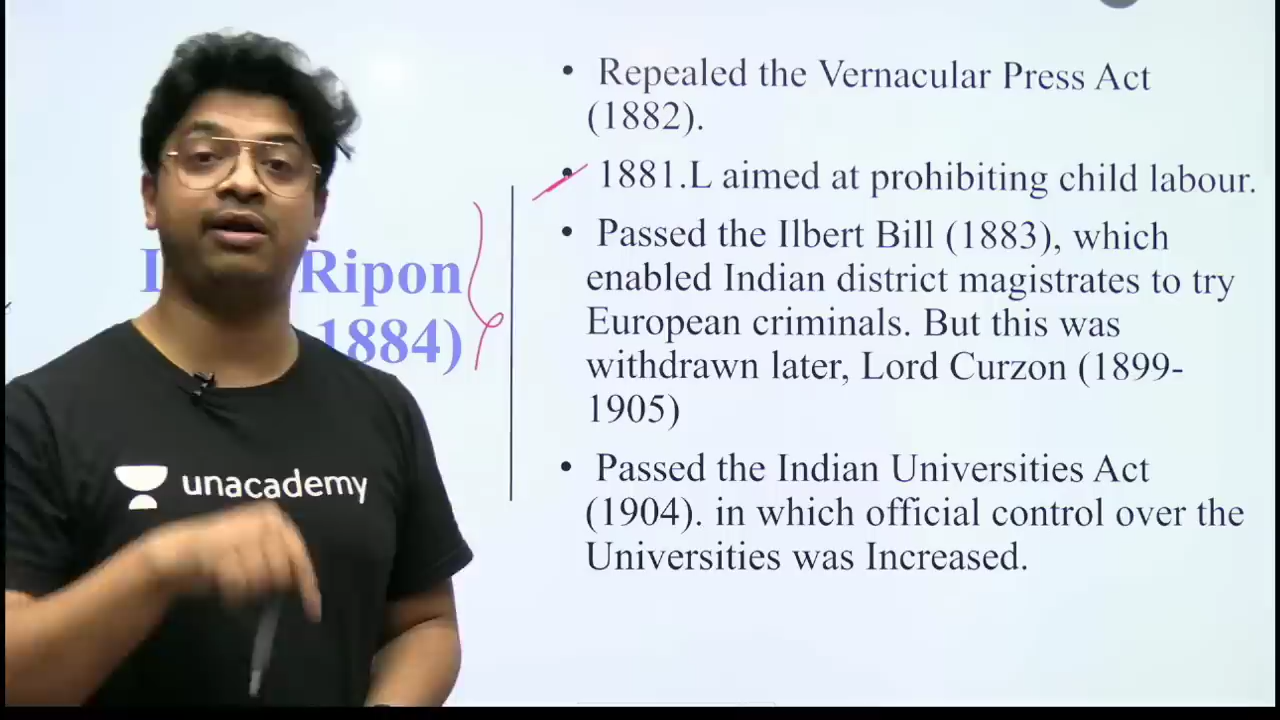 • Repealed the Vernacular Press Act
(1882).
• 1881.L aimed at prohibiting child labour.
• Passed the Ilbert Bill (1883), which
enabled Indian district magistrates to try
European criminals. But this was
withdrawn later, Lord Curzon (1899-
1905)
• Passed the Indian Universities Act
(1904). in which official control over the
Universities was Increased.
Ripon
1884)
unacademy